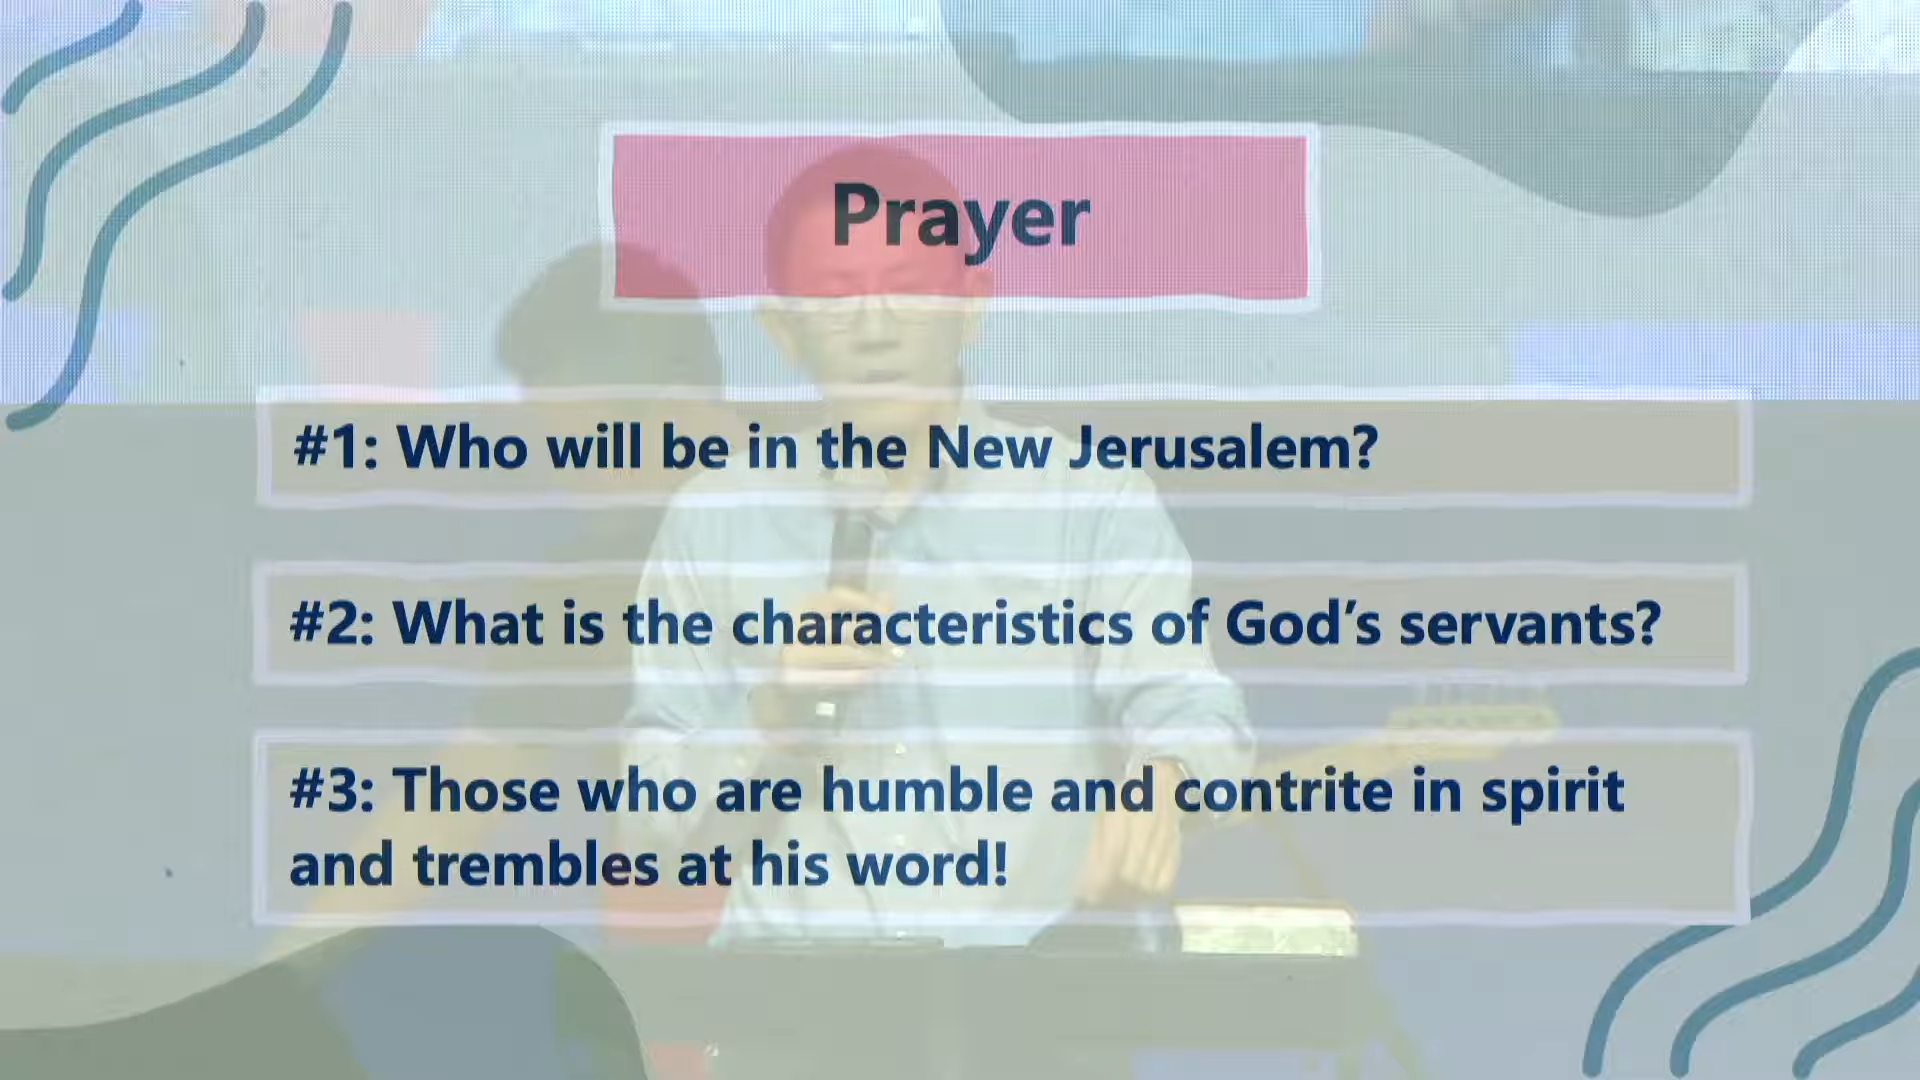 Prayer
#1: Who will be in the New Jerusalem?
#2: What is the characteristics of God’s servants?
#3: Those who are humble and contrite in spirit
and trembles at his word!